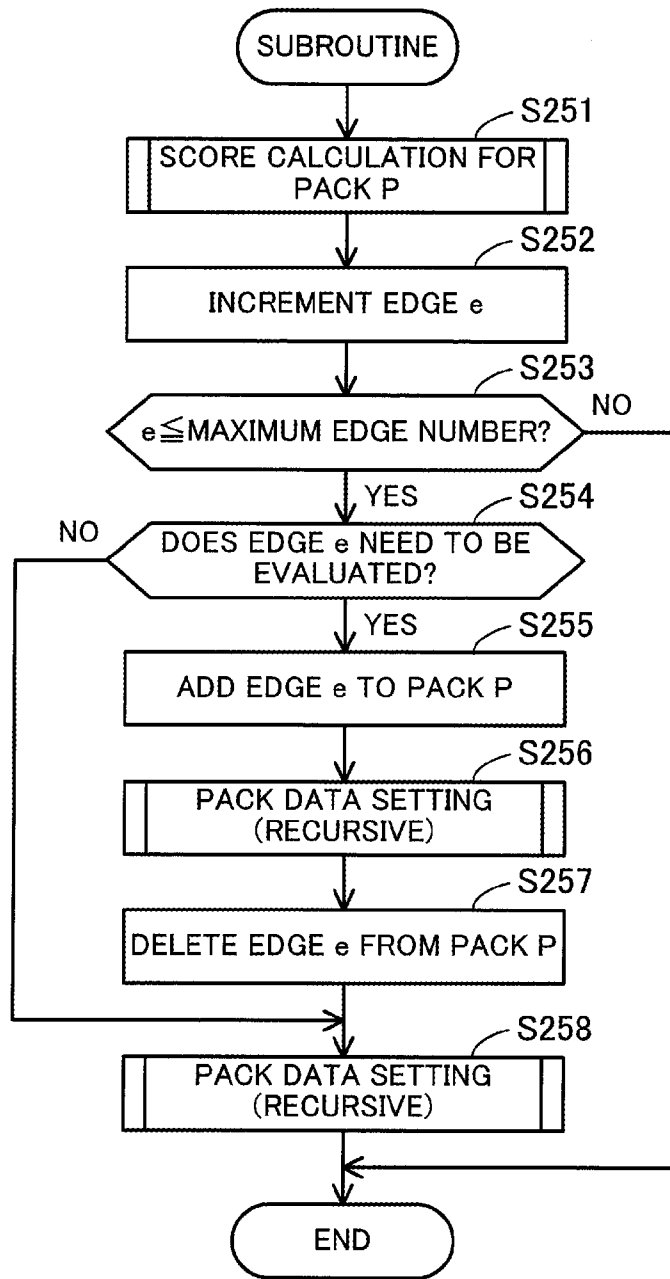 SUBROUTINE
S251
SCORE CALCULATION FOR
PACK P
S252
INCREMENT EDGE e
S253
e≦MAXIMUM EDGE NUMBER?
NO
YES
S254
NO
DOES EDGE e NEED TO BE
EVALUATED?
YES
S255
ADD EDGE e TO PACK P
S256
PACK DATA SETTING
(RECURSIVE)
S257
DELETE EDGE e FROM PACK P
S258
PACK DATA SETTING
(RECURSIVE)
END